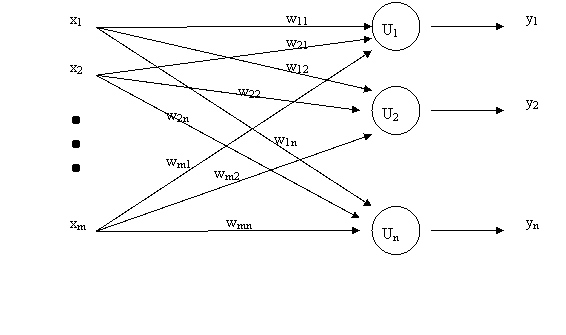 x1 w11 U1 y1
w21
x2 w12
w22 U2 y2
w2n
w1n
wm1
wm2
xm wmn Un yn